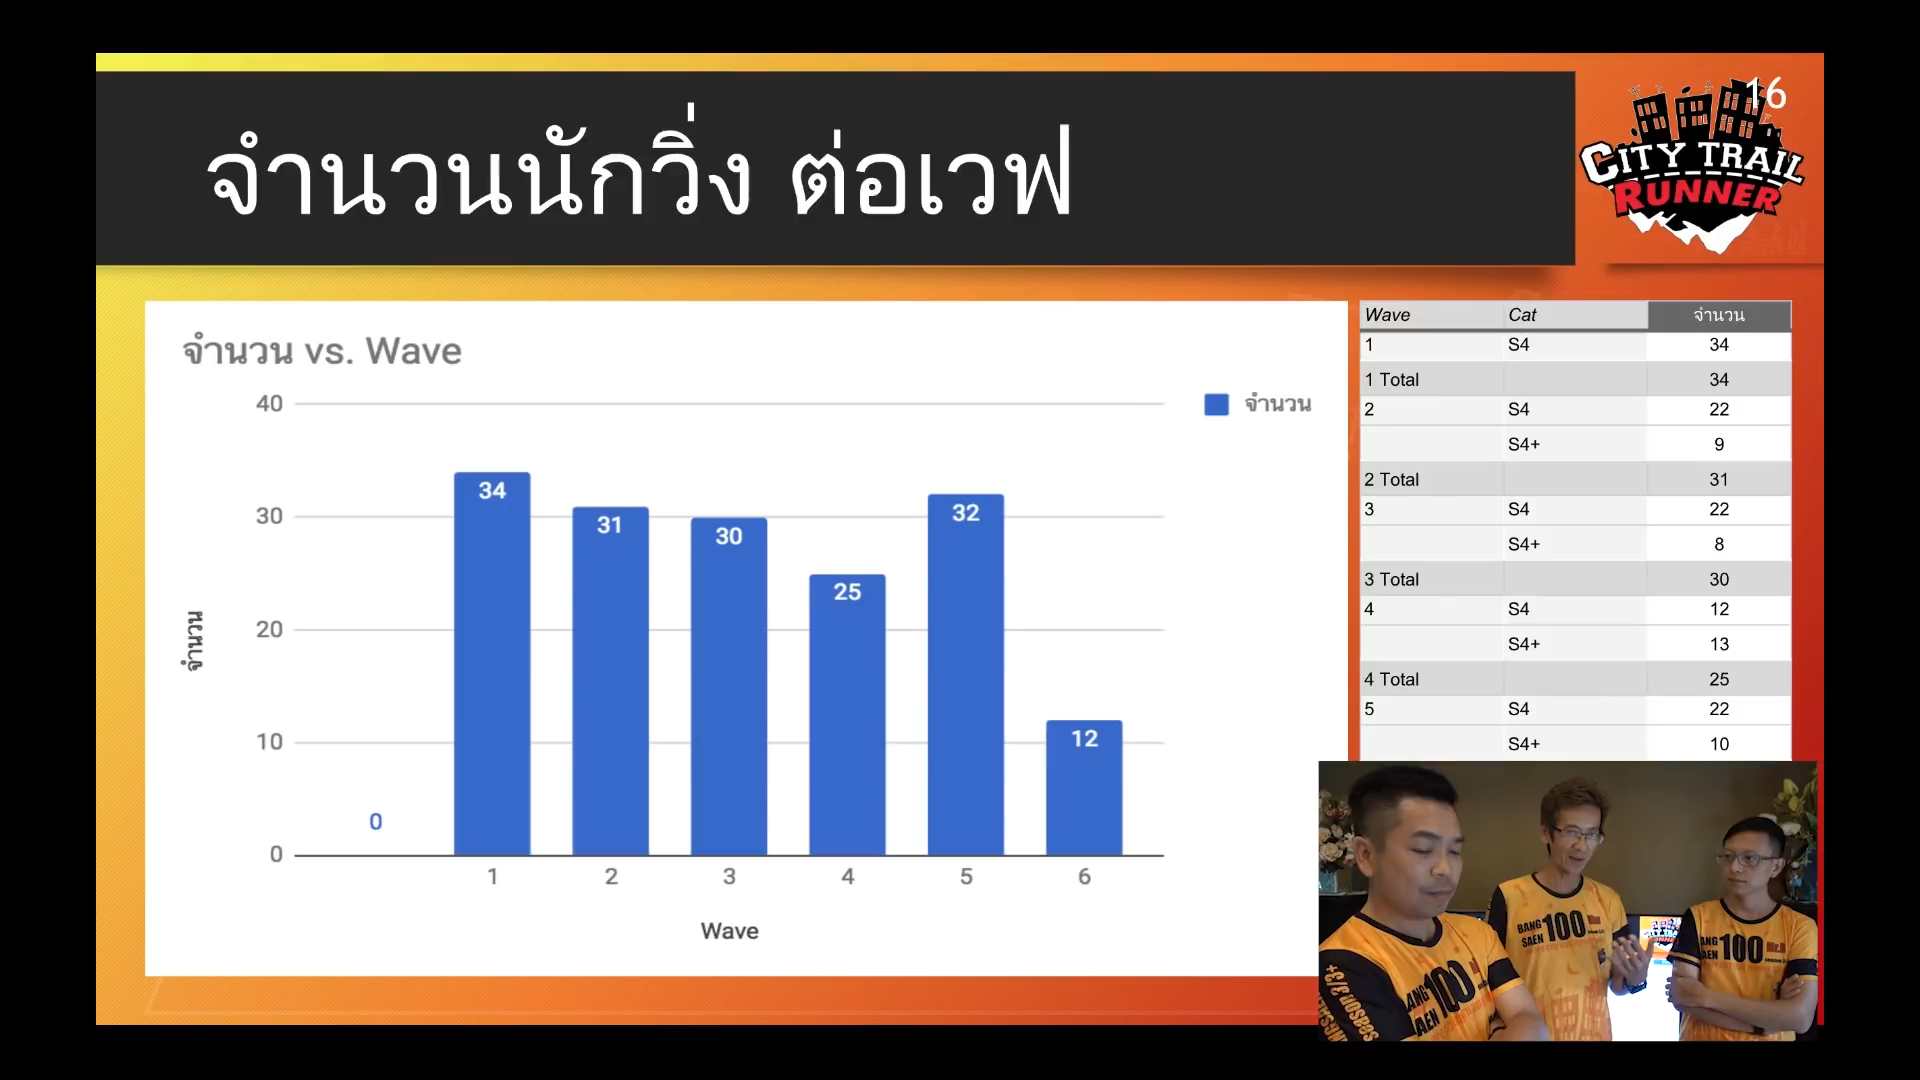 16
จำนวนนักวิ่ง ต่อเวฟ
CITY TRAIL
RUNNER
จำนวน vs. Wave
จำนวน
40
30
20
10
0
จำนวน
0
34
31
30
25
32
12
1 2 3 4 5 6
Wave
Wave Cat จำนวน
1 S4 34
1 Total 34
2 S4 22
S4+ 9
2 Total 31
3 S4 22
S4+ 8
3 Total 30
4 S4 12
S4+ 13
4 Total 25
5 S4 22
S4+ 10
BANG
SAEN 100
100
season 3/3+
BANG
SAEN 100